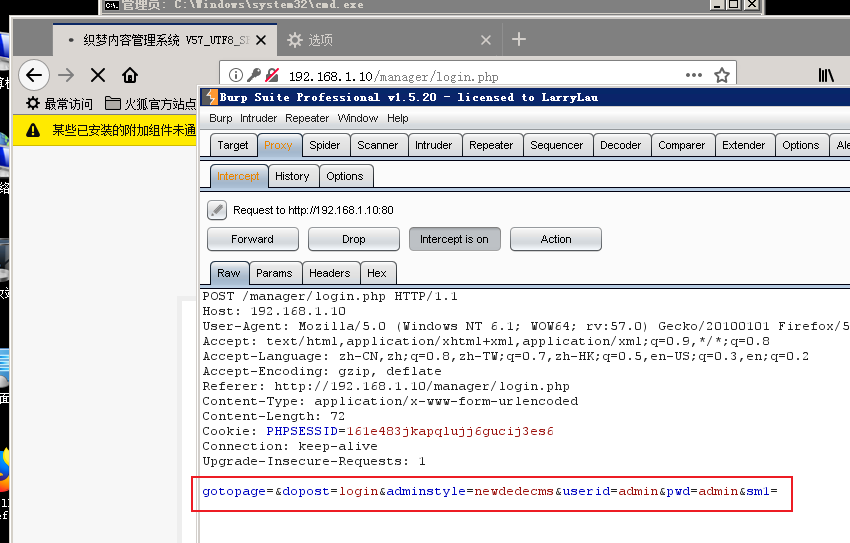 管理员: C:\Windows\system32\cmd.exe
织梦内容管理系统 V57_UTF8_S
选项
192.168.1.10/manager/login.php
最常访问 火狐官方站点
某些已安装的附加组件未通
Burp Suite Professional v1.5.20 - licensed to LarryLau
Burp Intruder Repeater Window Help
Target Proxy Spider Scanner Intruder Repeater Sequencer Decoder Comparer Extender Options Ale
Intercept History Options
Request to http://192.168.1.10:80
Forward Drop Intercept is on Action
Raw Params Headers Hex
POST /manager/login.php HTTP/1.1
Host: 192.168.1.10
User-Agent: Mozilla/5.0 (Windows NT 6.1; WOW64; rv:57.0) Gecko/20100101 Firefox/5
Accept: text/html,application/xhtml+xml,application/xml;q=0.9,*/*;q=0.8
Accept-Language: zh-CN,zh;q=0.8,zh-TW;q=0.7,zh-HK;q=0.5,en-US;q=0.3,en;q=0.2
Accept-Encoding: gzip, deflate
Referer: http://192.168.1.10/manager/login.php
Content-Type: application/x-www-form-urlencoded
Content-Length: 72
Cookie: PHPSESSID=161e483jkapqlujj6gucij3es6
Connection: keep-alive
Upgrade-Insecure-Requests: 1
gotopage=&dopost=login&adminstyle=newdedecms&userid=admin&pwd=admin&sm1=